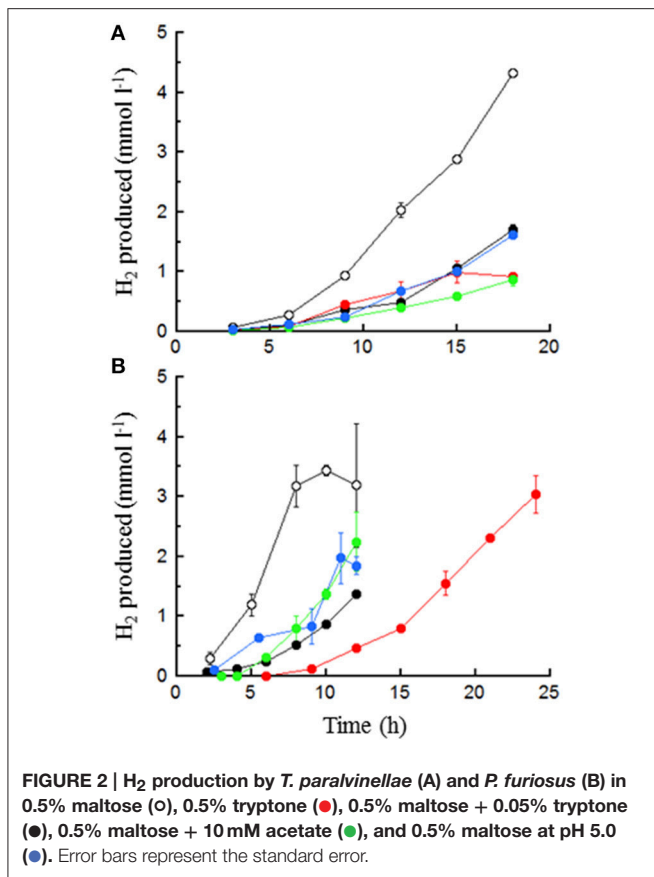 A
5
4
3
2
1
0
H₂ produced (mmol l⁻¹)
0 5 10 15 20
B
5
4
3
2
1
0
H₂ produced (mmol l⁻¹)
0 5 10 15 20 25
Time (h)
FIGURE 2 | H₂ production by T. paralvinellae (A) and P. furiosus (B) in
0.5% maltose (○), 0.5% tryptone (●), 0.5% maltose + 0.05% tryptone
(●), 0.5% maltose + 10 mM acetate (●), and 0.5% maltose at pH 5.0
(●). Error bars represent the standard error.